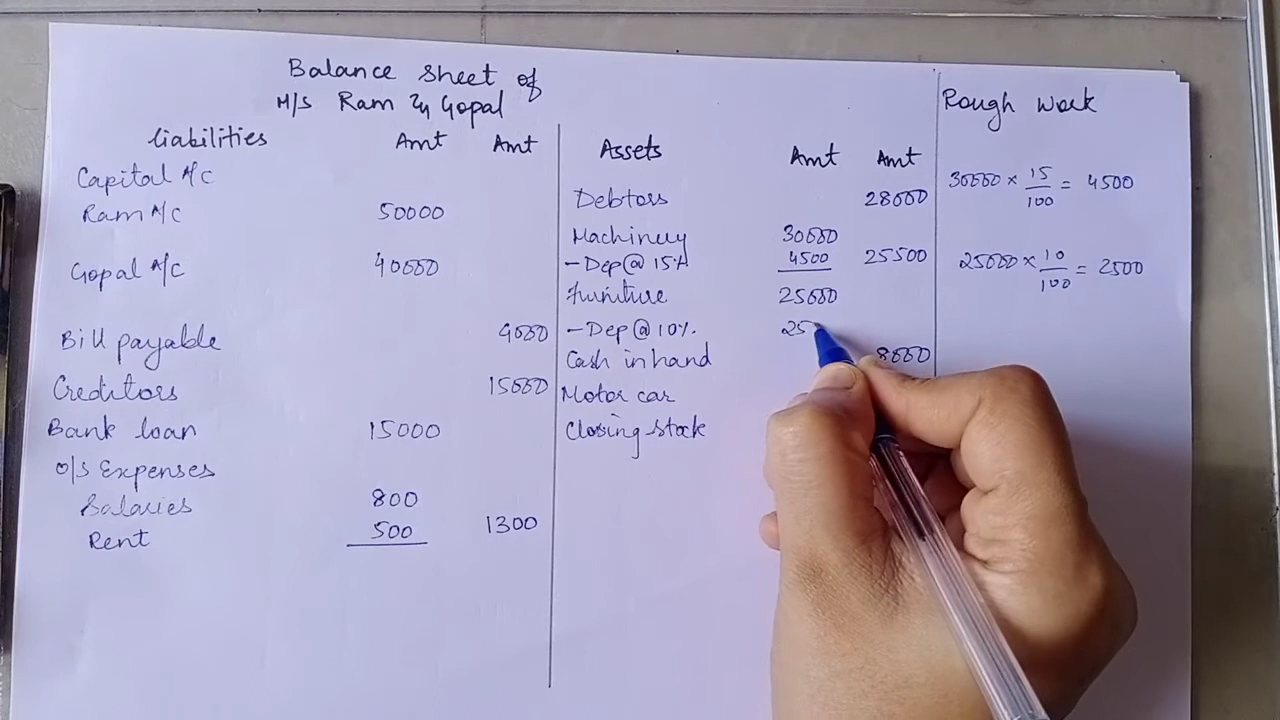 Balance Sheet of
M/s Ram & Gopal
Liabilities Amt Amt
Capital A/c
Ram A/c 50000
Gopal A/c 40000
Bill payable 9000
Creditors 15000
Bank loan 15000
O/S Expenses
Salaries 800
Rent 500 1300
Assets Amt Amt
Debtors 28000
Machinery 30000
- Dep @ 15% 4500 25500
Furniture 25000
- Dep @ 10%. 25
Cash in hand 8000
Motor car
Closing stock
Rough work
30000 × 15/100 = 4500
25000 × 10/100 = 2500